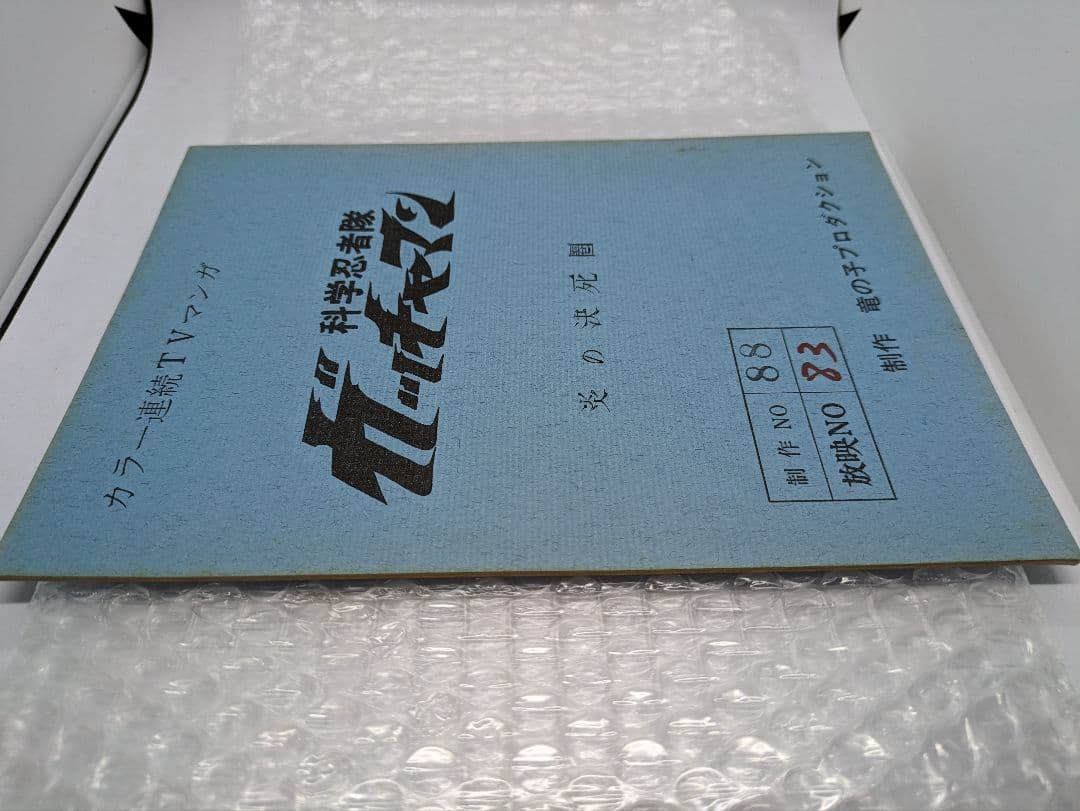 カラー連続TVマンガ
科学忍者隊
ガッチャマン
炎の決死圏
制作NO 88
放映NO 83
制作 竜の子プロダクション